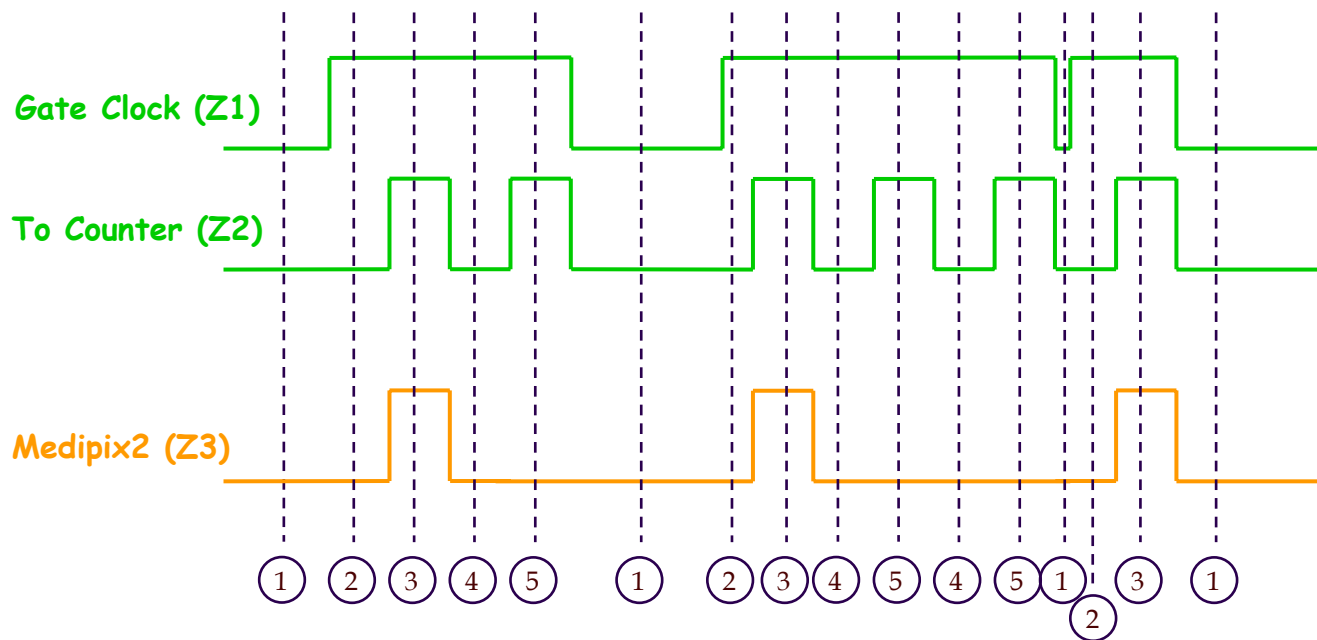 Gate Clock (Z1)
To Counter (Z2)
Medipix2 (Z3)
1 2 3 4 5 1 2 3 4 5 4 5 1 3 1
2